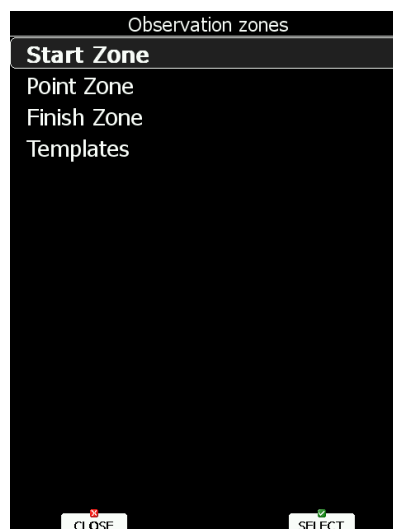 Observation zones
Start Zone
Point Zone
Finish Zone
Templates
CLOSE
SELECT